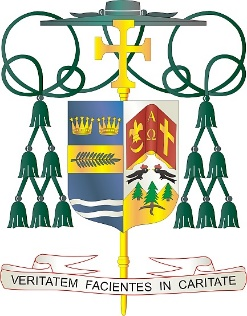 Α Ω
VERITATEM FACIENTES IN CARITATE